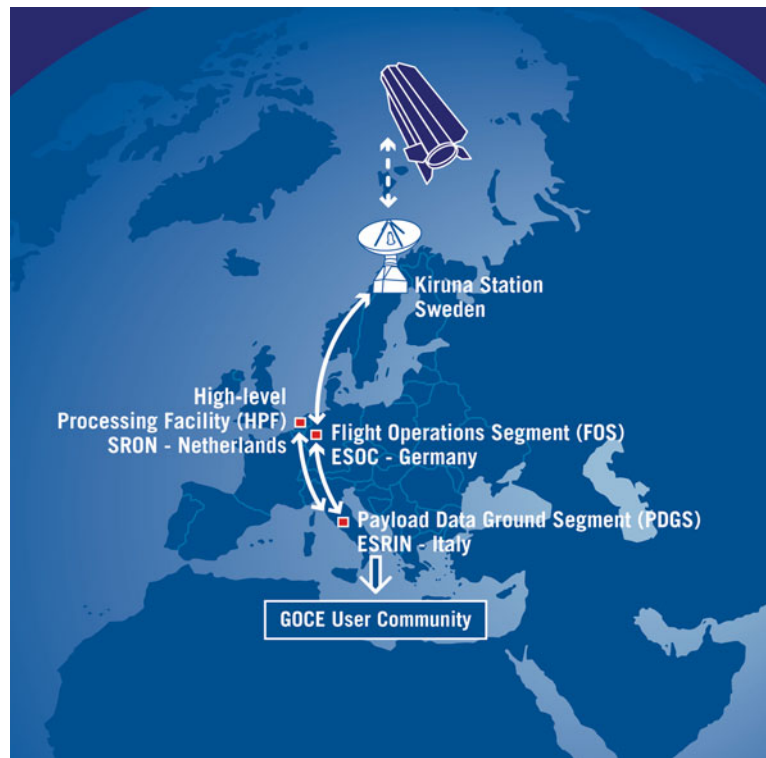 Kiruna Station
Sweden
High-level
Processing Facility (HPF)
SRON - Netherlands
Flight Operations Segment (FOS)
ESOC - Germany
Payload Data Ground Segment (PDGS)
ESRIN - Italy
GOCE User Community